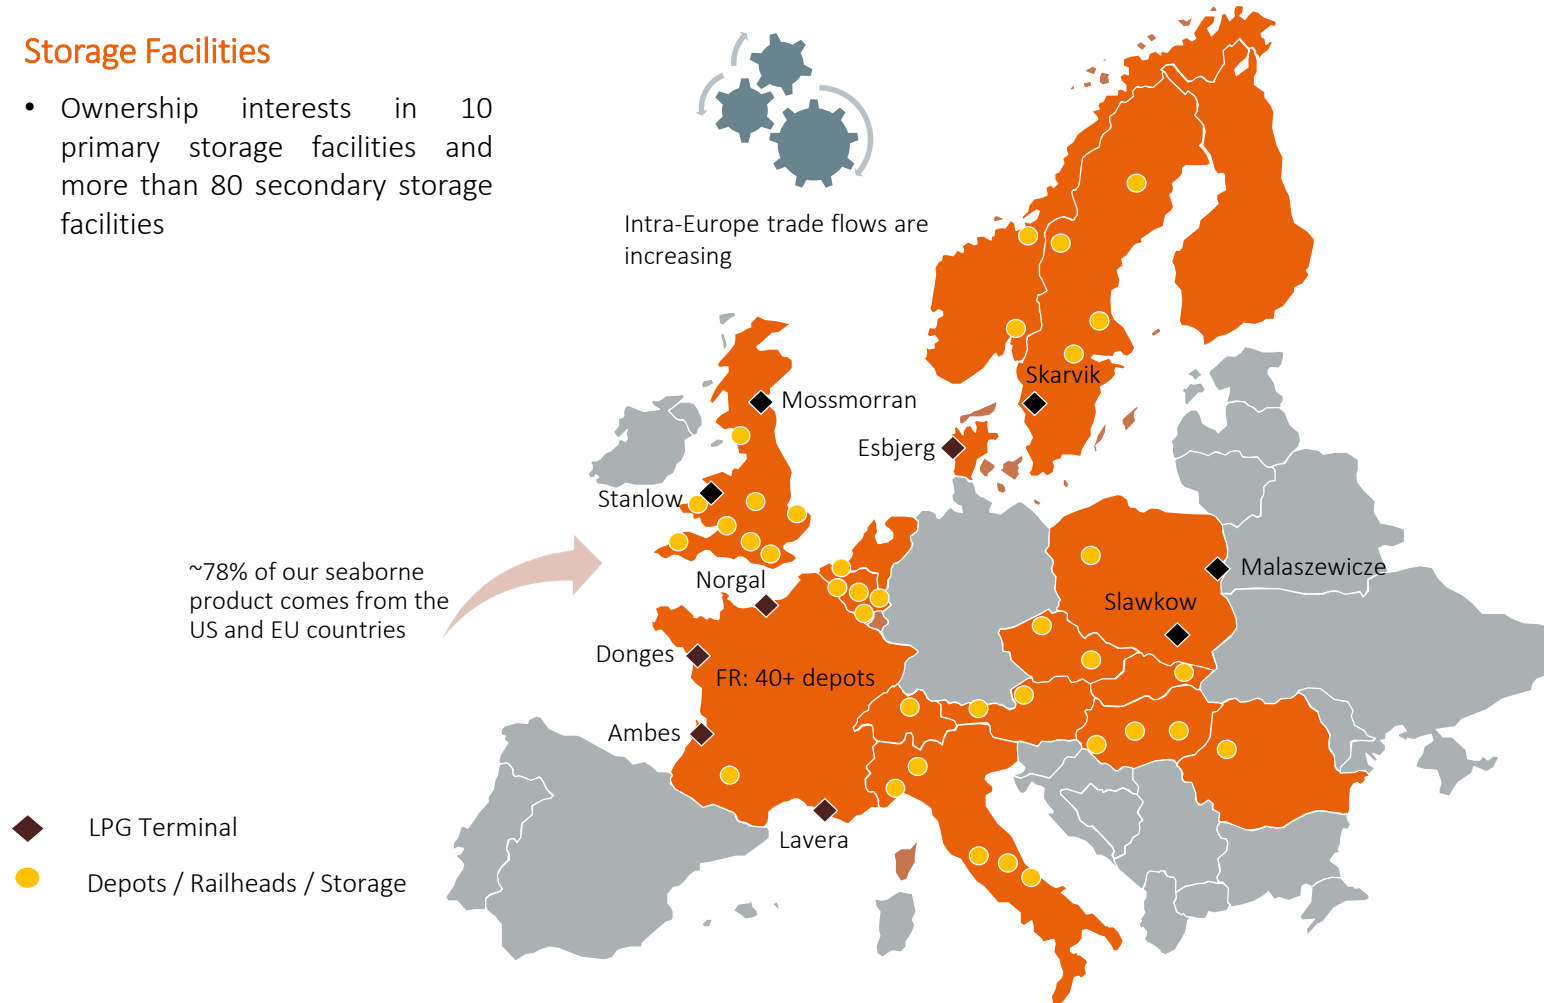 Storage Facilities
• Ownership interests in 10
primary storage facilities and
more than 80 secondary storage
facilities
Intra-Europe trade flows are
increasing
Skarvik
Mossmorran
Esbjerg
Stanlow
~78% of our seaborne
product comes from the
US and EU countries
Norgal
Malaszewicze
Slawkow
Donges
FR: 40+ depots
Ambes
Lavera
LPG Terminal
Depots / Railheads / Storage